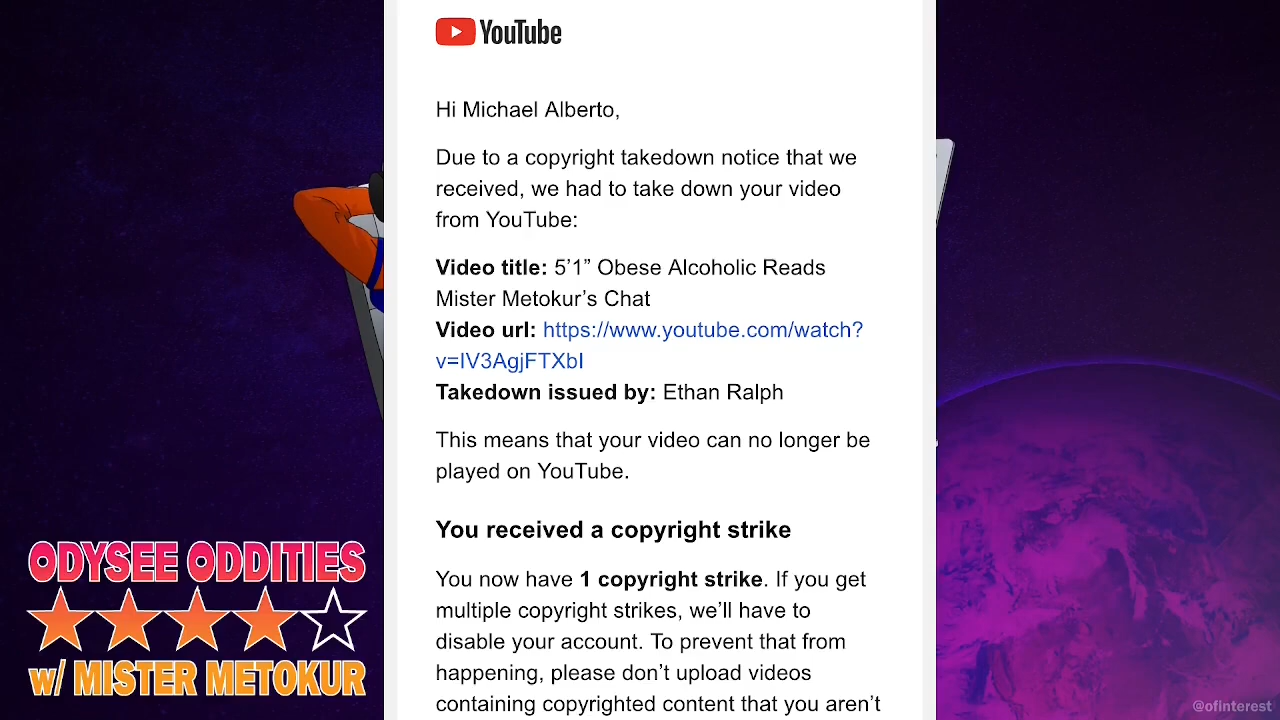 YouTube
Hi Michael Alberto,
Due to a copyright takedown notice that we
received, we had to take down your video
from YouTube:
Video title: 5’1” Obese Alcoholic Reads
Mister Metokur’s Chat
Video url: https://www.youtube.com/watch?
v=IV3AgjFTXbI
Takedown issued by: Ethan Ralph
This means that your video can no longer be
played on YouTube.
You received a copyright strike
You now have 1 copyright strike. If you get
multiple copyright strikes, we’ll have to
disable your account. To prevent that from
happening, please don’t upload videos
containing copyrighted content that you aren’t
ODYSEE ODDITIES
w/ MISTER METOKUR
@ofinterest